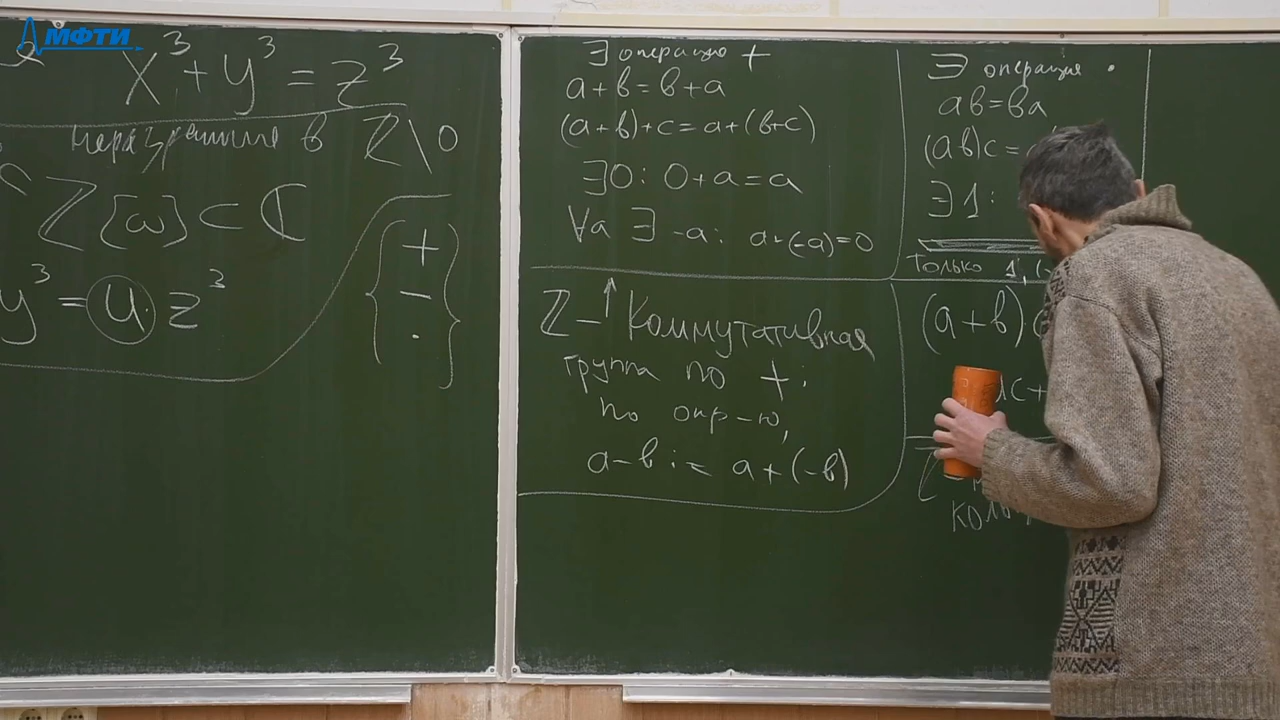 МФТИ
x³ + y³ = z³
неразрешимо в ℤ\0
ℤ[ω] ⊂ ℂ
y³ = u·z³
+
−
·
∃ операция +
a+b=b+a
(a+b)+c=a+(b+c)
∃0: 0+a=a
∀a ∃ -a: a+(-a)=0
ℤ – Коммутативная
группа по +:
по опр-ю,
a-b := a+(-b)
∃ операция ·
ab=ba
(ab)c=
∃1:
только 1,
(a+b)
ℤ